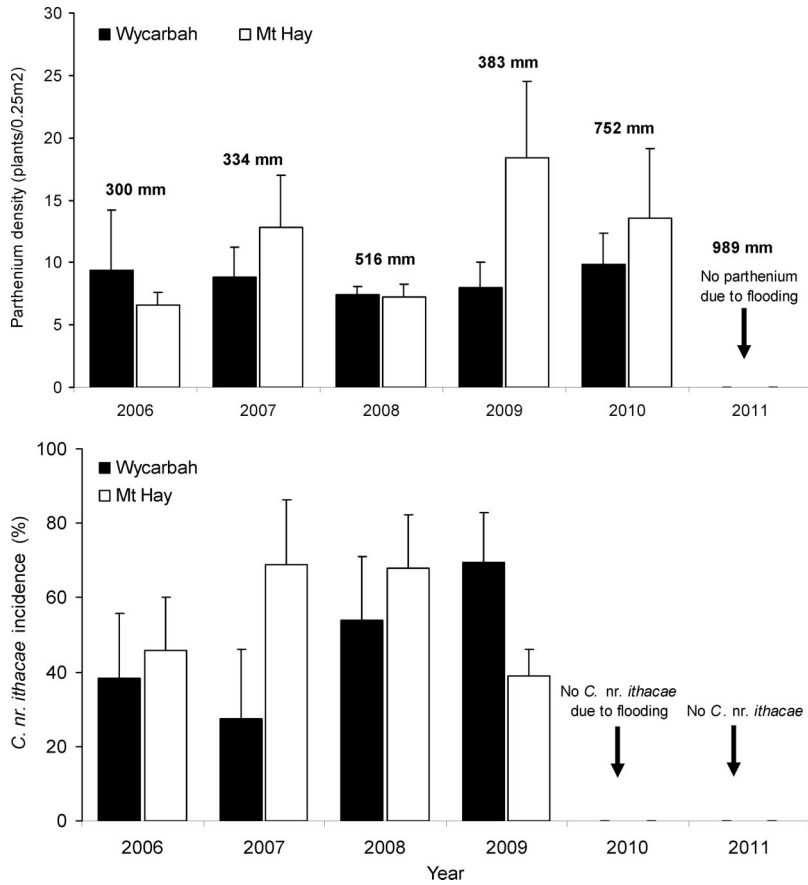 30
Wycarbah
Mt Hay
383 mm
25
752 mm
20
334 mm
300 mm
15
989 mm
516 mm
No parthenium
due to flooding
10
5
0
Parthenium density (plants/0.25m2)
2006
2007
2008
2009
2010
2011
100
Wycarbah
Mt Hay
80
60
40
20
0
C. nr. ithacae incidence (%)
No C. nr. ithacae
due to flooding
No C. nr. ithacae
2006
2007
2008
2009
2010
2011
Year